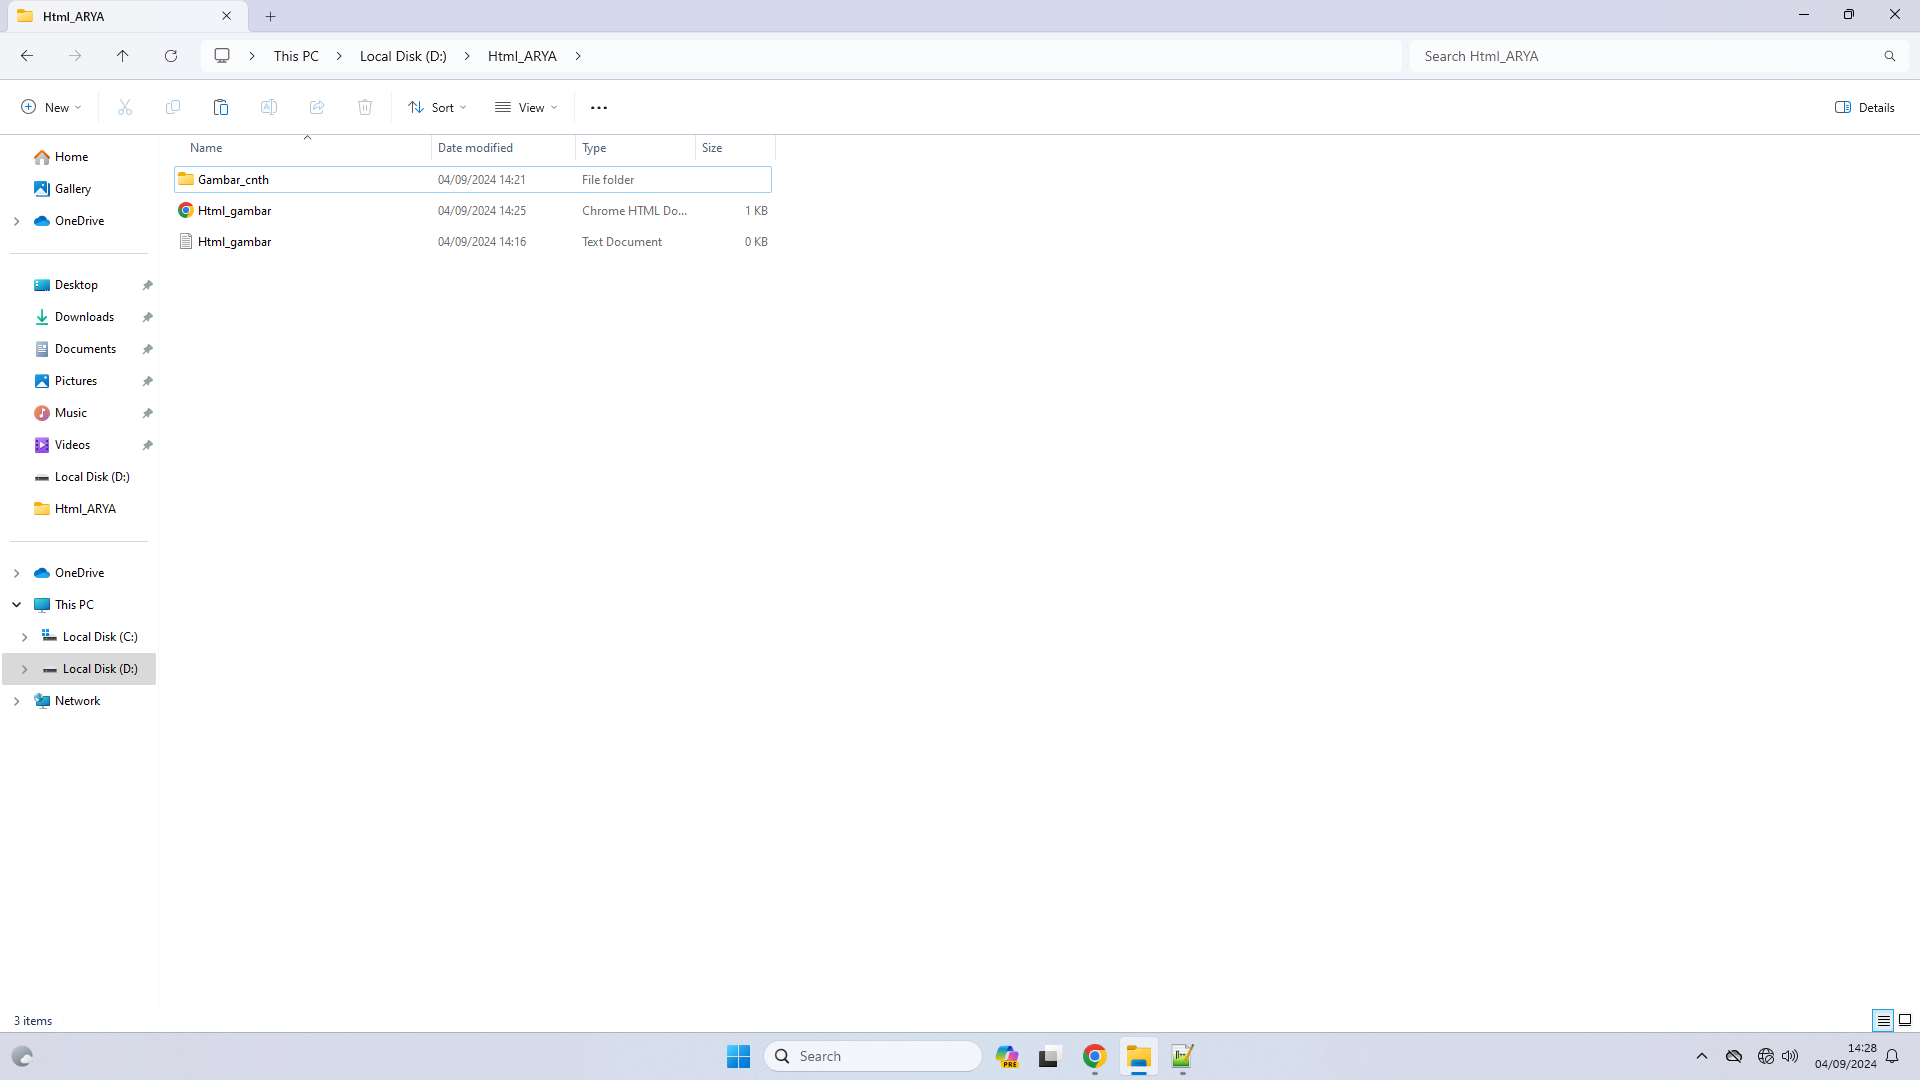 Html_ARYA
This PC
Local Disk (D:)
Html_ARYA
Search Html_ARYA
New
Sort
View
Details
Name
Date modified
Type
Size
Gambar_cnth
04/09/2024 14:21
File folder
Html_gambar
04/09/2024 14:25
Chrome HTML Do...
1 KB
Html_gambar
04/09/2024 14:16
Text Document
0 KB
Home
Gallery
OneDrive
Desktop
Downloads
Documents
Pictures
Music
Videos
Local Disk (D:)
Html_ARYA
OneDrive
This PC
Local Disk (C:)
Local Disk (D:)
Network
3 items
Search
PRE
14:28
04/09/2024